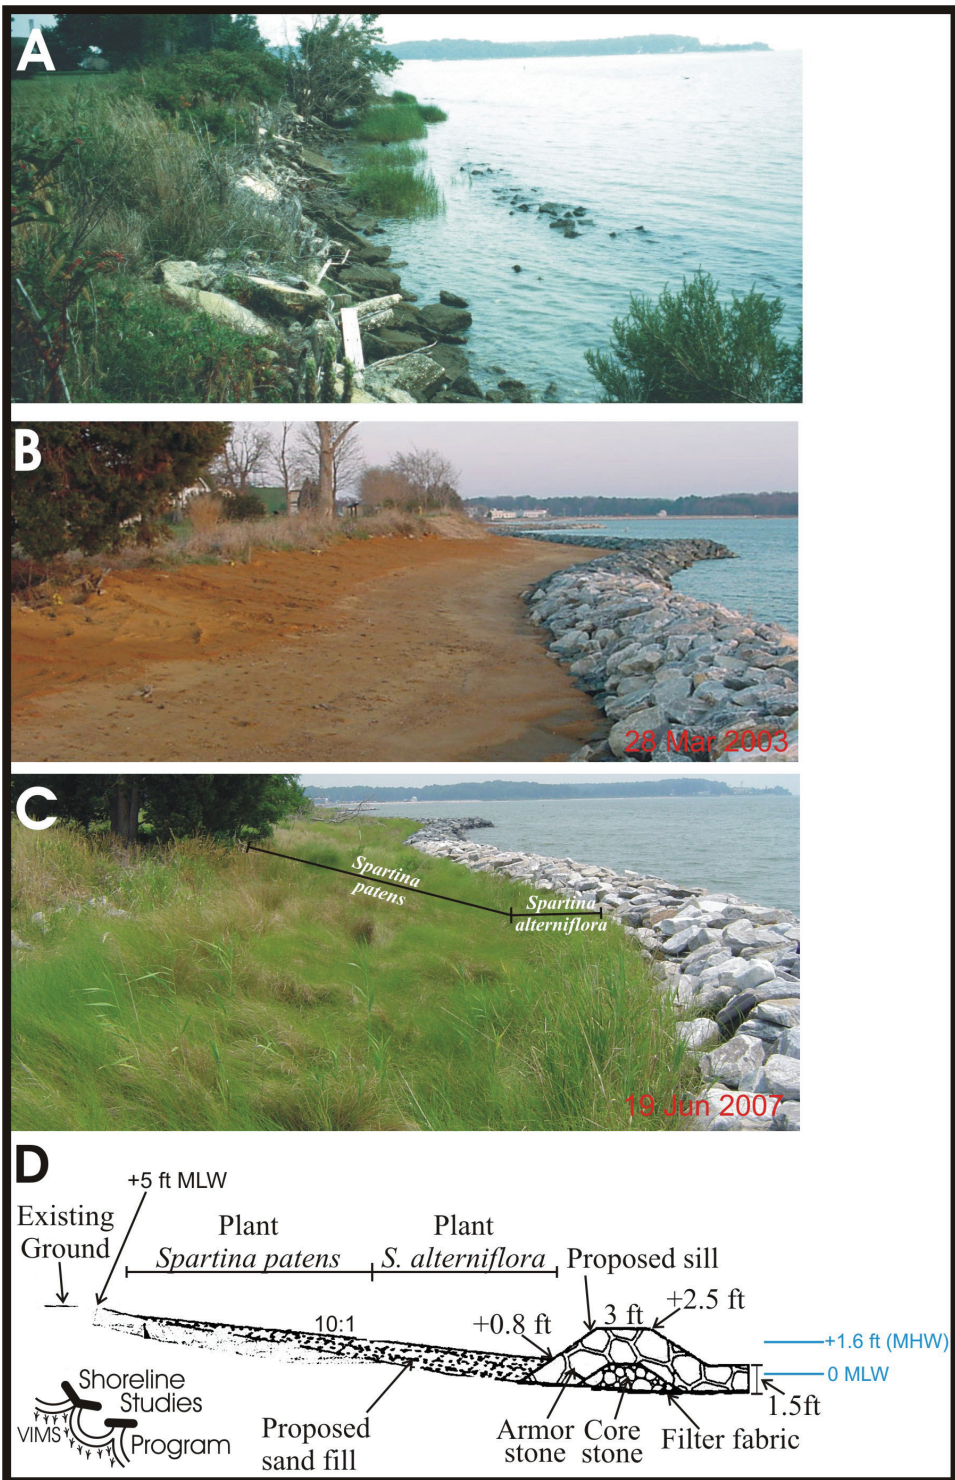 A
B
28 Mar 2003
C
Spartina
patens
Spartina
alterniflora
19 Jun 2007
D
+5 ft MLW
Existing
Ground
Plant
Spartina patens
Plant
S. alterniflora
Proposed sill
+0.8 ft
3 ft
+2.5 ft
10:1
+1.6 ft (MHW)
0 MLW
1.5ft
Shoreline
Studies
VIMS
Program
Proposed
sand fill
Armor
stone
Core
stone
Filter fabric